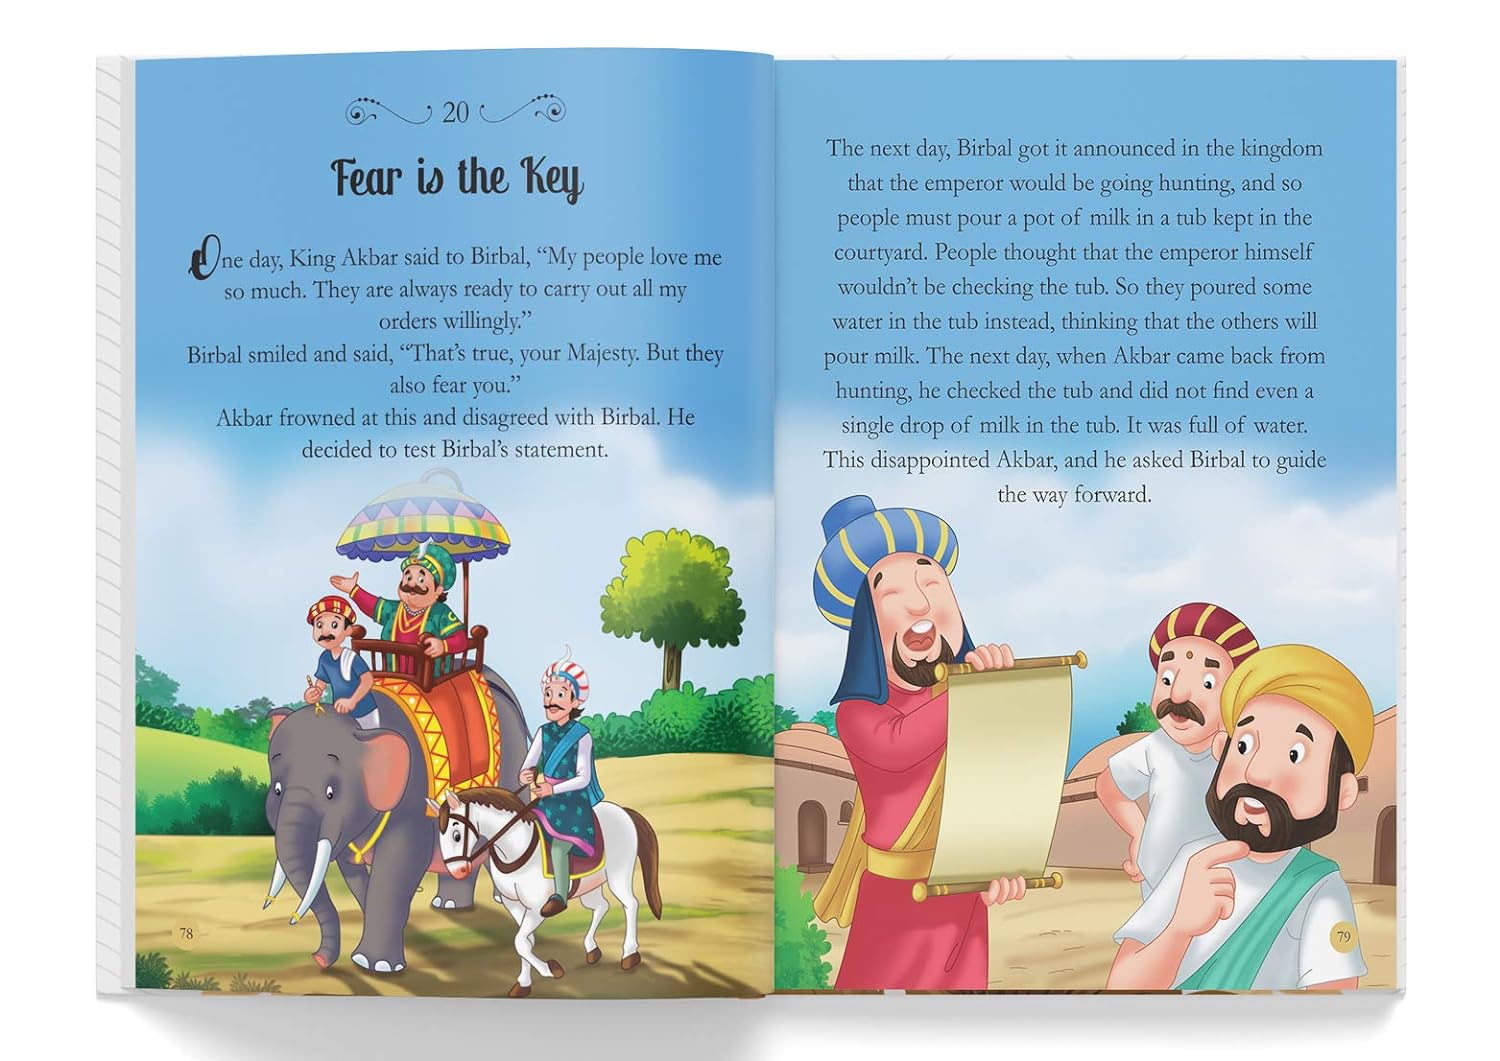 20
Fear is the Key
One day, King Akbar said to Birbal, “My people love me
so much. They are always ready to carry out all my
orders willingly.”
Birbal smiled and said, “That’s true, your Majesty. But they
also fear you.”
Akbar frowned at this and disagreed with Birbal. He
decided to test Birbal’s statement.
78
The next day, Birbal got it announced in the kingdom
that the emperor would be going hunting, and so
people must pour a pot of milk in a tub kept in the
courtyard. People thought that the emperor himself
wouldn’t be checking the tub. So they poured some
water in the tub instead, thinking that the others will
pour milk. The next day, when Akbar came back from
hunting, he checked the tub and did not find even a
single drop of milk in the tub. It was full of water.
This disappointed Akbar, and he asked Birbal to guide
the way forward.
79